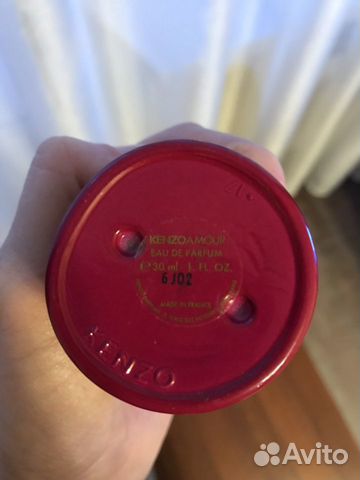 KENZOAMOUR
EAU DE PARFUM
℮ 30 ml 1. FL. OZ.
6J02
MADE IN FRANCE
KENZO
Avito